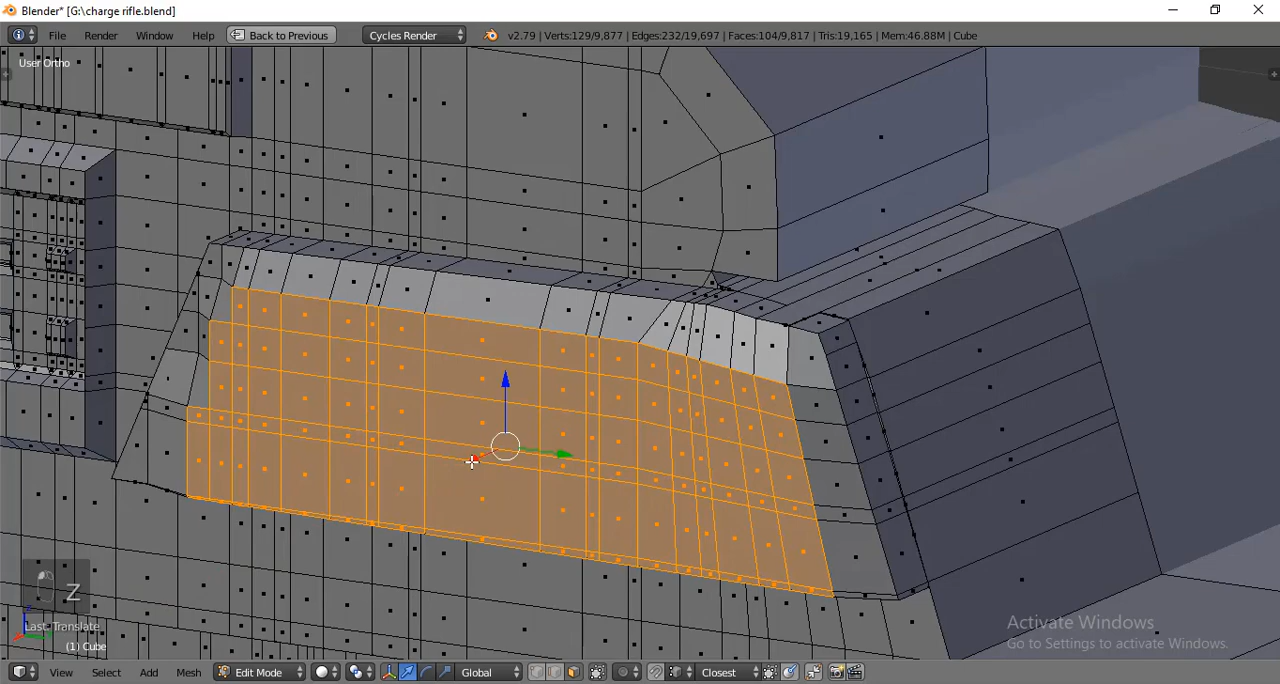 Blender* [G:\charge rifle.blend]
File Render Window Help Back to Previous Cycles Render v2.79 | Verts:129/9,877 | Edges:232/19,697 | Faces:104/9,817 | Tris:19,165 | Mem:46.88M | Cube
User Ortho
Z
Last: Translate
(1) Cube
Activate Windows
Go to Settings to activate Windows.
View Select Add Mesh Edit Mode Global Closest